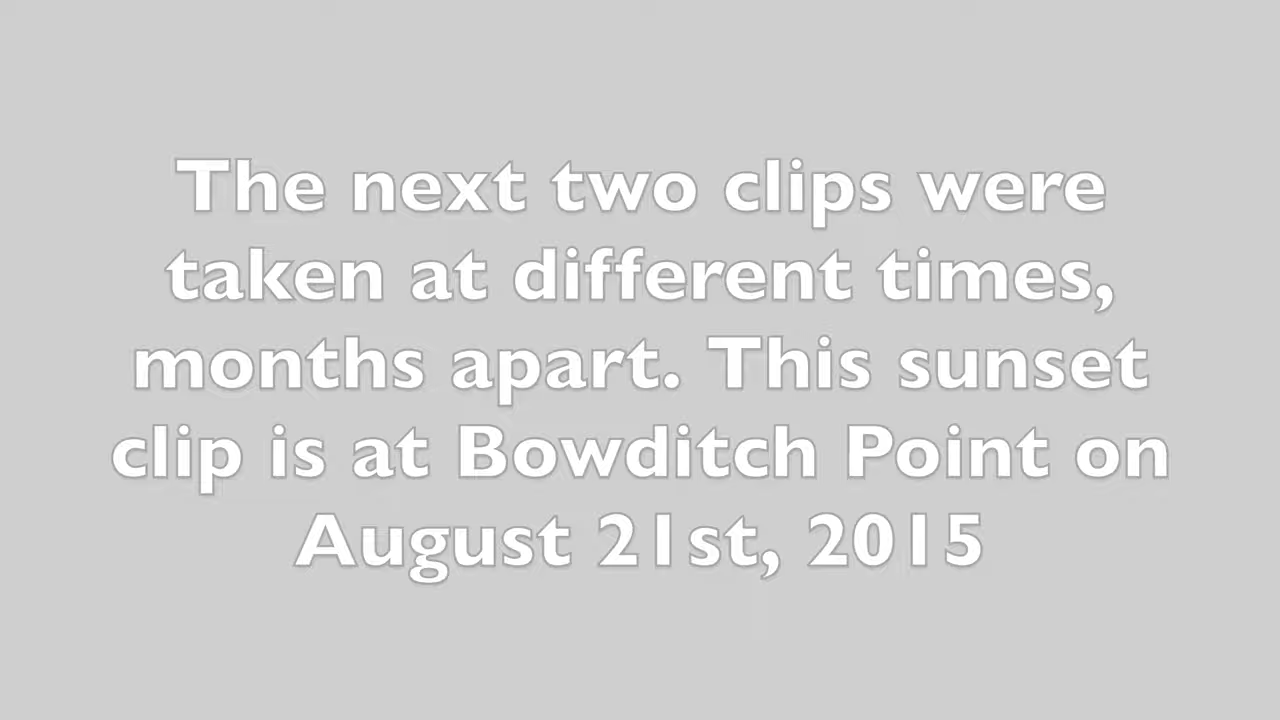 The next two clips were
taken at different times,
months apart. This sunset
clip is at Bowditch Point on
August 21st, 2015